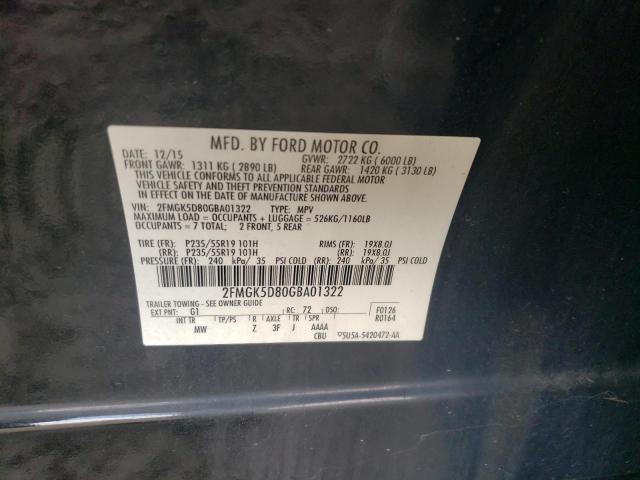 MFD. BY FORD MOTOR CO.
DATE: 12/15 GVWR: 2722 KG ( 6000 LB)
FRONT GAWR: 1311 KG ( 2890 LB) REAR GAWR: 1420 KG ( 3130 LB)
THIS VEHICLE CONFORMS TO ALL APPLICABLE FEDERAL MOTOR
VEHICLE SAFETY AND THEFT PREVENTION STANDARDS
IN EFFECT ON THE DATE OF MANUFACTURE SHOWN ABOVE.
VIN: 2FMGK5D80GBA01322 TYPE: MPV
MAXIMUM LOAD = OCCUPANTS + LUGGAGE = 526KG/1160LB
OCCUPANTS = 7 TOTAL; 2 FRONT, 5 REAR
TIRE (FR): P235/55R19 101H RIMS (FR): 19X8.0J
(RR): P235/55R19 101H (RR): 19X8.0J
PRESSURE (FR): 240 kPa/ 35 PSI COLD (RR): 240 kPa/ 35 PSI COLD
2FMGK5D80GBA01322
TRAILER TOWING - SEE OWNER GUIDE
EXT PNT: G1 RC: 72 DSO: F0126
R0164
INT TR TP/PS R AXLE TR SPR
MW Z 3F J AAAA
CBU 5U5A-5420472-AA